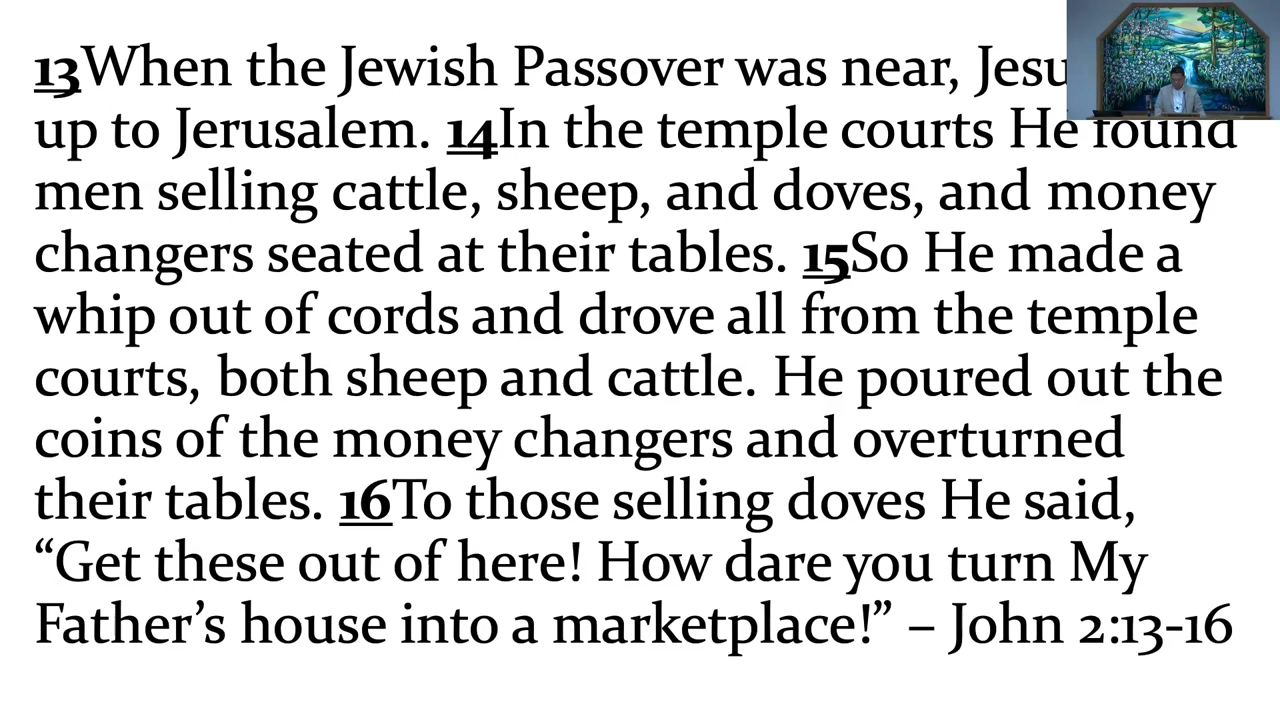 13When the Jewish Passover was near, Jesu
up to Jerusalem. 14In the temple courts He found
men selling cattle, sheep, and doves, and money
changers seated at their tables. 15So He made a
whip out of cords and drove all from the temple
courts, both sheep and cattle. He poured out the
coins of the money changers and overturned
their tables. 16To those selling doves He said,
“Get these out of here! How dare you turn My
Father’s house into a marketplace!” – John 2:13-16